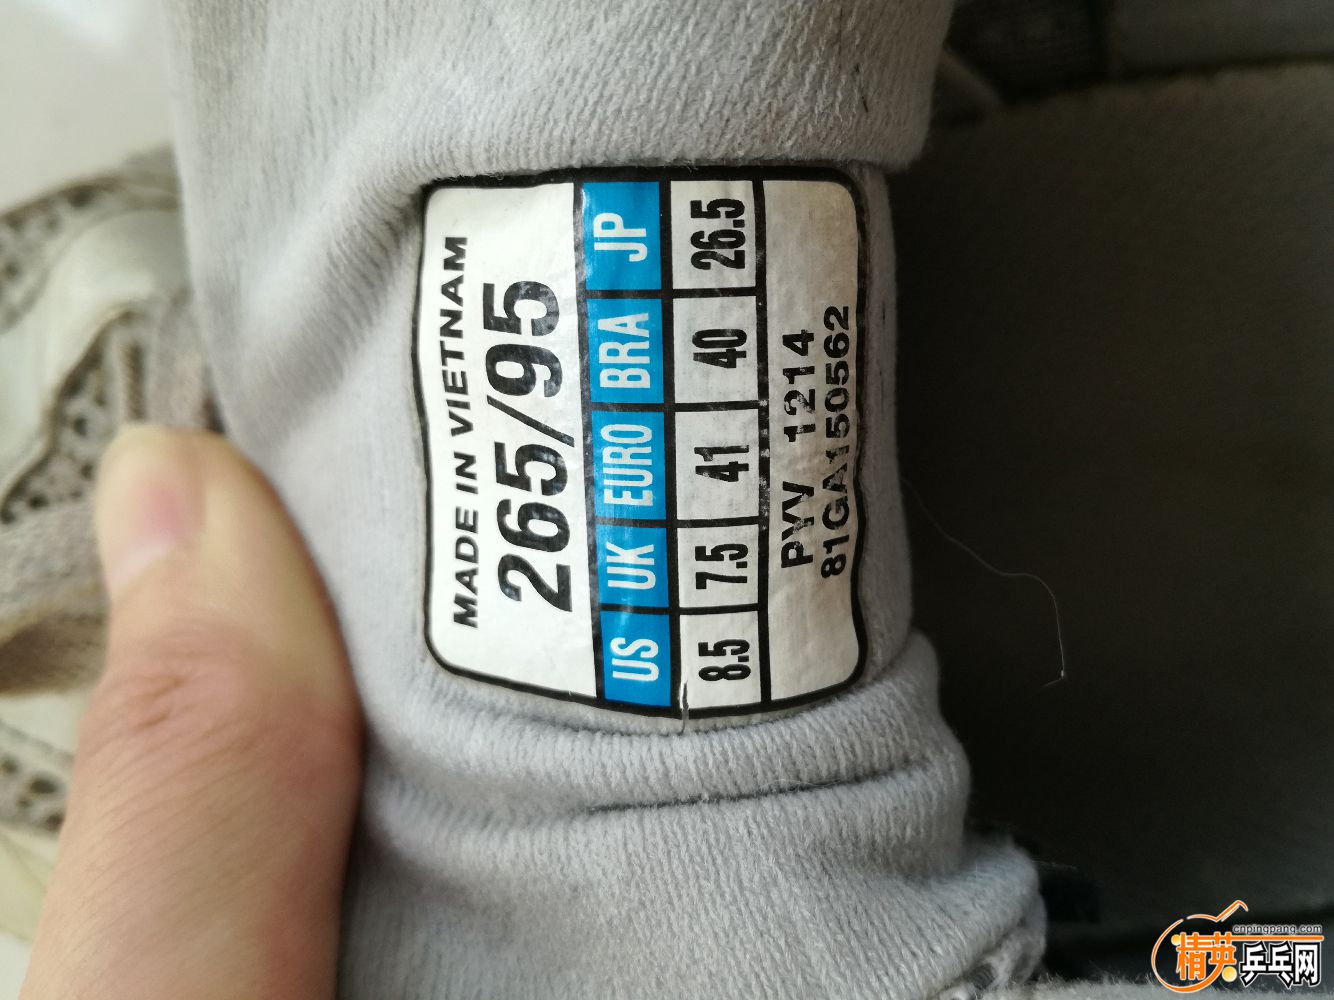 MADE IN VIETNAM
265/95
US UK EURO BRA JP
8.5 7.5 41 40 26.5
PYV 1214
81GA150562
cnpingpang.com
精英乒乓网